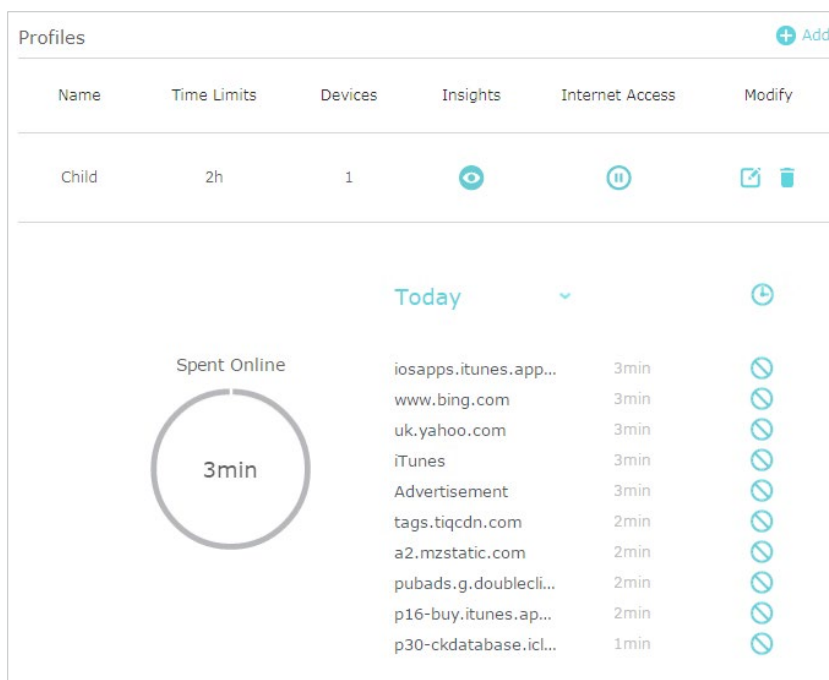 Profiles Add
Name Time Limits Devices Insights Internet Access Modify
Child 2h 1
Today
Spent Online
3min
iosapps.itunes.app... 3min
www.bing.com 3min
uk.yahoo.com 3min
iTunes 3min
Advertisement 3min
tags.tiqcdn.com 2min
a2.mzstatic.com 2min
pubads.g.doublecli... 2min
p16-buy.itunes.ap... 2min
p30-ckdatabase.icl... 1min